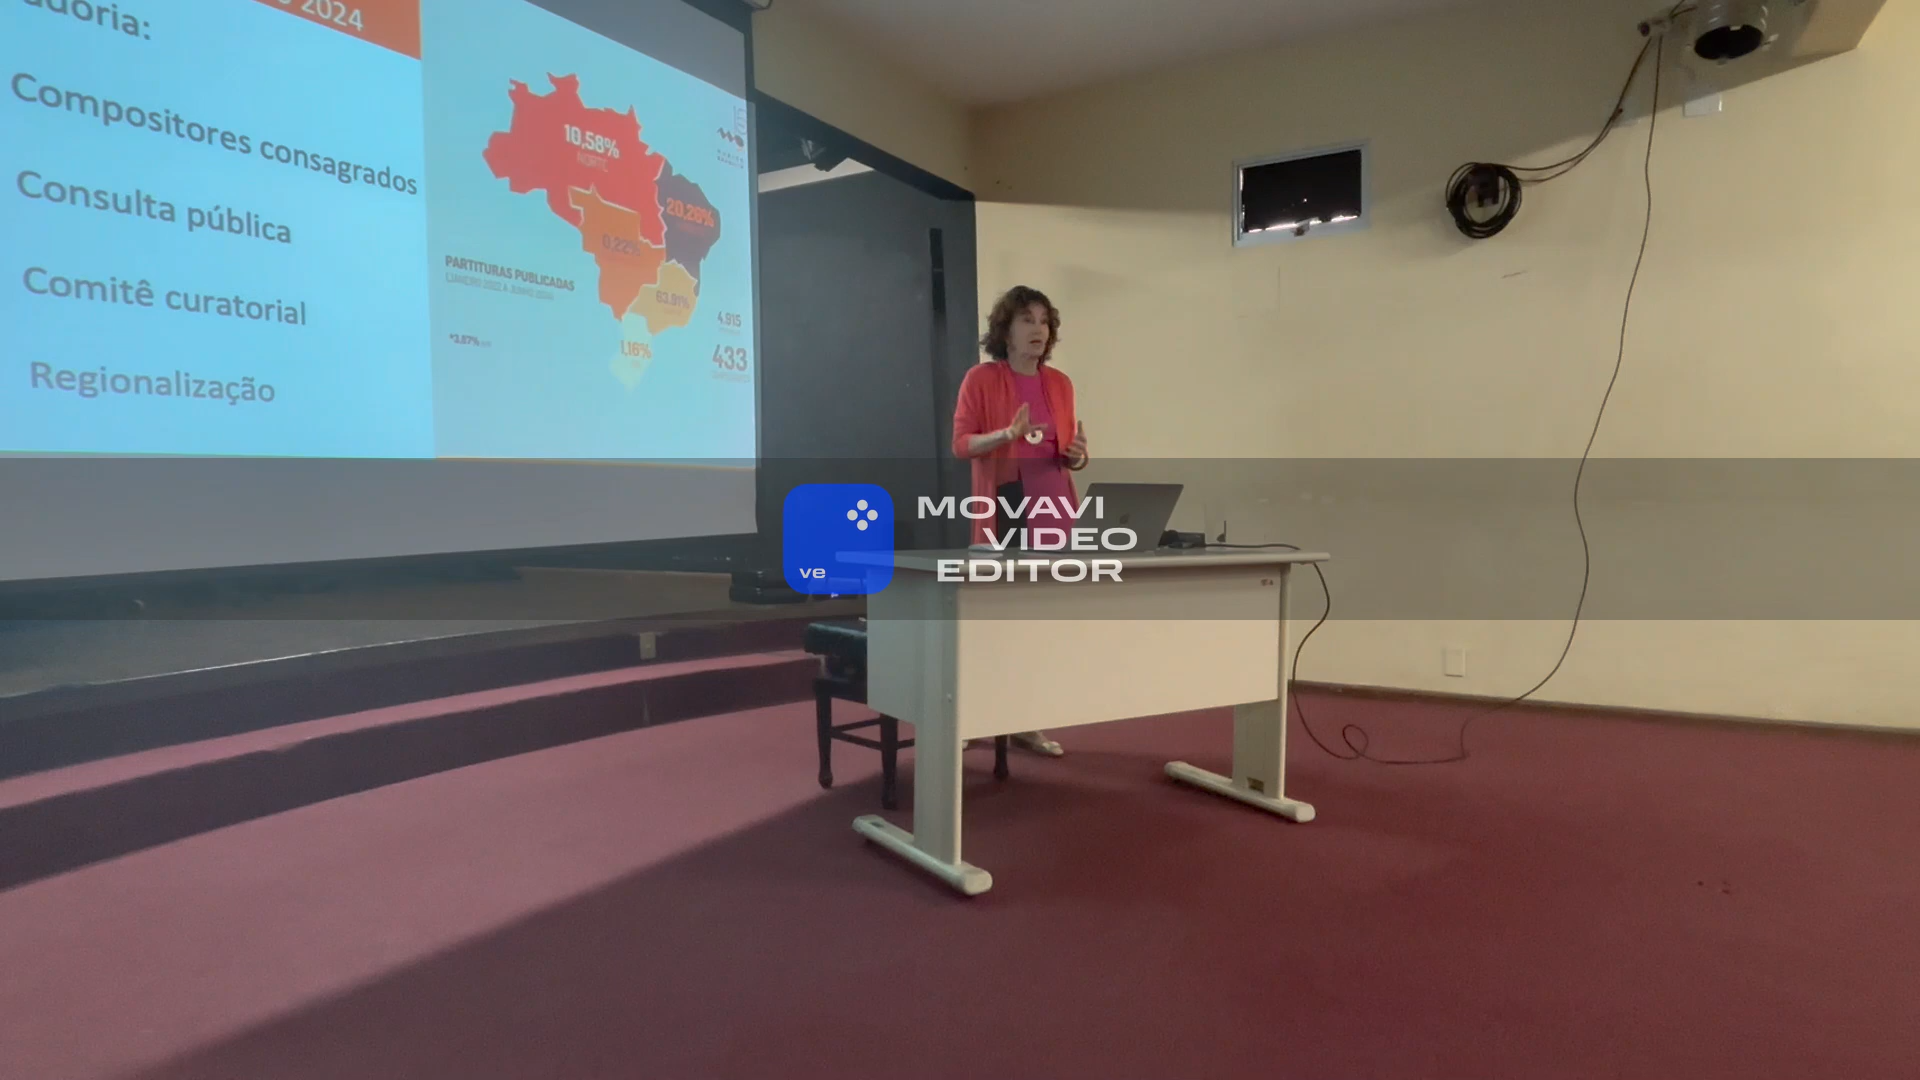 adoria:
2024
Compositores consagrados
Consulta pública
Comitê curatorial
Regionalização
10,58%
NORTE
20,26%
0,22%
PARTITURAS PUBLICADAS
63,91%
4.915
1,16%
433
MOVAVI
VIDEO
EDITOR
ve